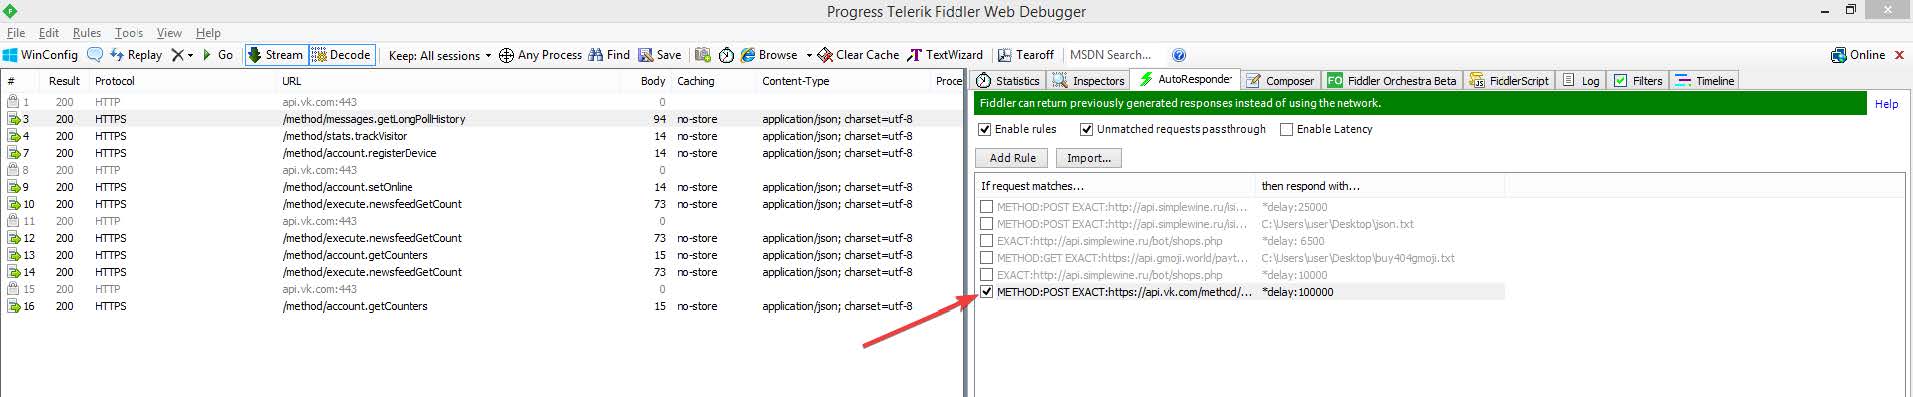 Progress Telerik Fiddler Web Debugger
File Edit Rules Tools View Help
WinConfig Replay Go Stream Decode Keep: All sessions Any Process Find Save Browse Clear Cache TextWizard Tearoff MSDN Search... Online
# Result Protocol URL Body Caching Content-Type Proce
1 200 HTTP api.vk.com:443 0
3 200 HTTPS /method/messages.getLongPollHistory 94 no-store application/json; charset=utf-8
4 200 HTTPS /method/stats.trackVisitor 14 no-store application/json; charset=utf-8
7 200 HTTPS /method/account.registerDevice 14 no-store application/json; charset=utf-8
8 200 HTTP api.vk.com:443 0
9 200 HTTPS /method/account.setOnline 14 no-store application/json; charset=utf-8
10 200 HTTPS /method/execute.newsfeedGetCount 73 no-store application/json; charset=utf-8
11 200 HTTP api.vk.com:443 0
12 200 HTTPS /method/execute.newsfeedGetCount 73 no-store application/json; charset=utf-8
13 200 HTTPS /method/account.getCounters 15 no-store application/json; charset=utf-8
14 200 HTTPS /method/execute.newsfeedGetCount 73 no-store application/json; charset=utf-8
15 200 HTTP api.vk.com:443 0
16 200 HTTPS /method/account.getCounters 15 no-store application/json; charset=utf-8
Statistics Inspectors AutoResponder Composer FO Fiddler Orchestra Beta FiddlerScript Log Filters Timeline
Fiddler can return previously generated responses instead of using the network. Help
Enable rules Unmatched requests passthrough Enable Latency
Add Rule Import...
If request matches... then respond with...
METHOD:POST EXACT:http://api.simplewine.ru/isi... *delay:25000
METHOD:POST EXACT:http://api.simplewine.ru/isi... C:\Users\user\Desktop\json.txt
EXACT:http://api.simplewine.ru/bot/shops.php *delay: 6500
METHOD:GET EXACT:https://api.gmoji.world/payt... C:\Users\user\Desktop\buy404gmoji.txt
EXACT:http://api.simplewine.ru/bot/shops.php *delay:10000
METHOD:POST EXACT:https://api.vk.com/method/... *delay:100000